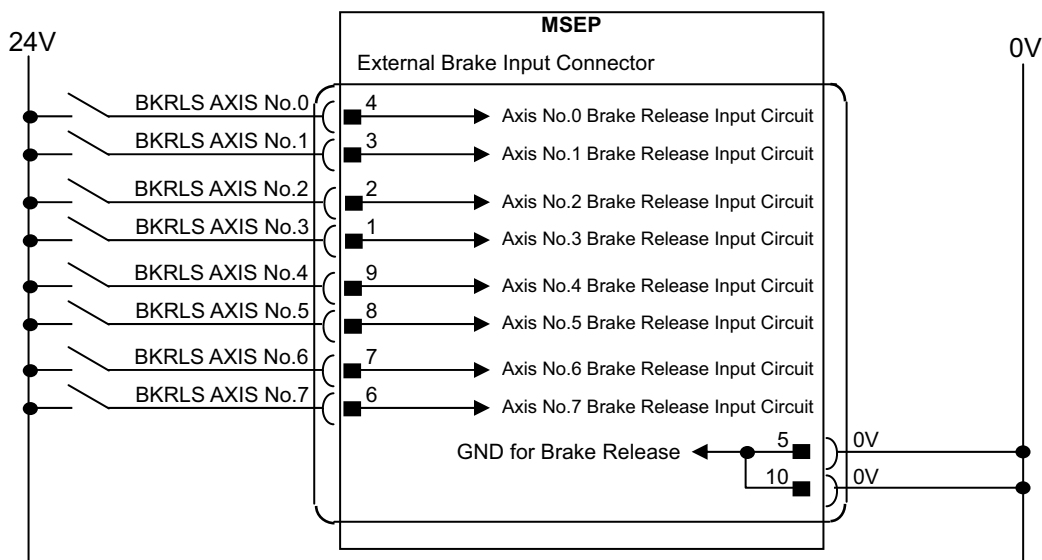 MSEP
24V
0V
External Brake Input Connector
BKRLS AXIS No.0 4 Axis No.0 Brake Release Input Circuit
BKRLS AXIS No.1 3 Axis No.1 Brake Release Input Circuit
BKRLS AXIS No.2 2 Axis No.2 Brake Release Input Circuit
BKRLS AXIS No.3 1 Axis No.3 Brake Release Input Circuit
BKRLS AXIS No.4 9 Axis No.4 Brake Release Input Circuit
BKRLS AXIS No.5 8 Axis No.5 Brake Release Input Circuit
BKRLS AXIS No.6 7 Axis No.6 Brake Release Input Circuit
BKRLS AXIS No.7 6 Axis No.7 Brake Release Input Circuit
GND for Brake Release 5 0V
10 0V